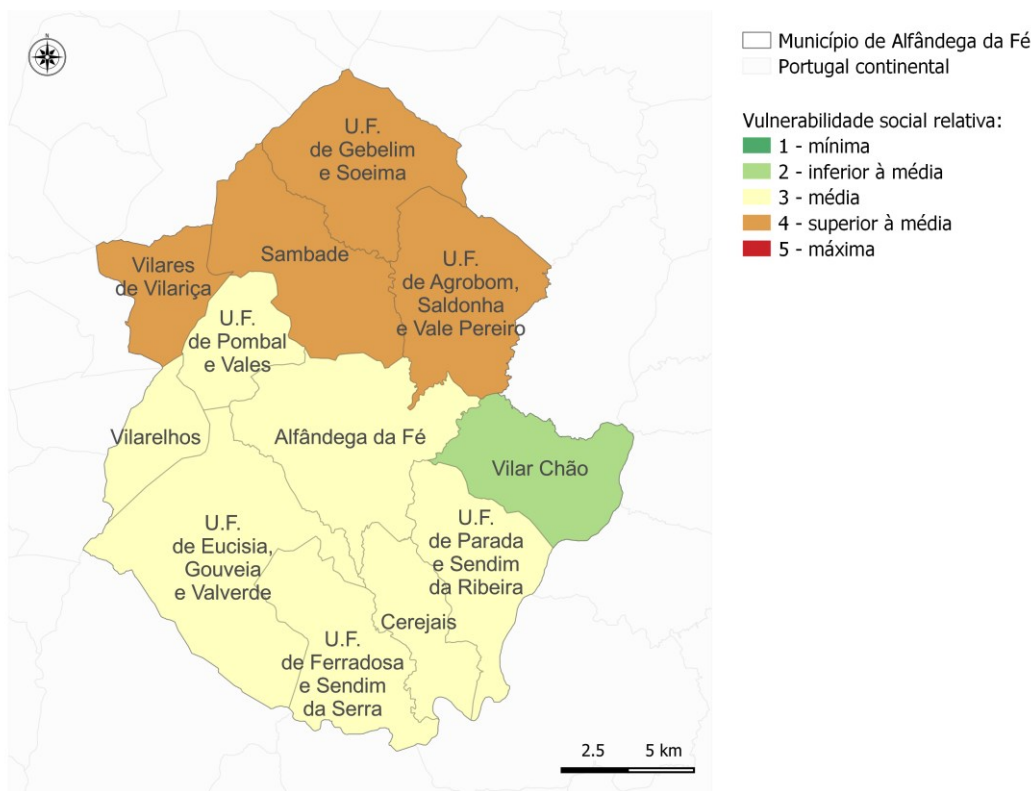 N
U.F.
de Gebelim
e Soeima
Sambade
Vilares
de Vilariça
U.F.
de Agrobom,
Saldonha
e Vale Pereiro
U.F.
de Pombal
e Vales
Vilarelhos
Alfândega da Fé
Vilar Chão
U.F.
de Eucisia,
Gouveia
e Valverde
U.F.
de Parada
e Sendim
da Ribeira
Cerejais
U.F.
de Ferradosa
e Sendim
da Serra
2.5 5 km
Município de Alfândega da Fé
Portugal continental
Vulnerabilidade social relativa:
1 - mínima
2 - inferior à média
3 - média
4 - superior à média
5 - máxima